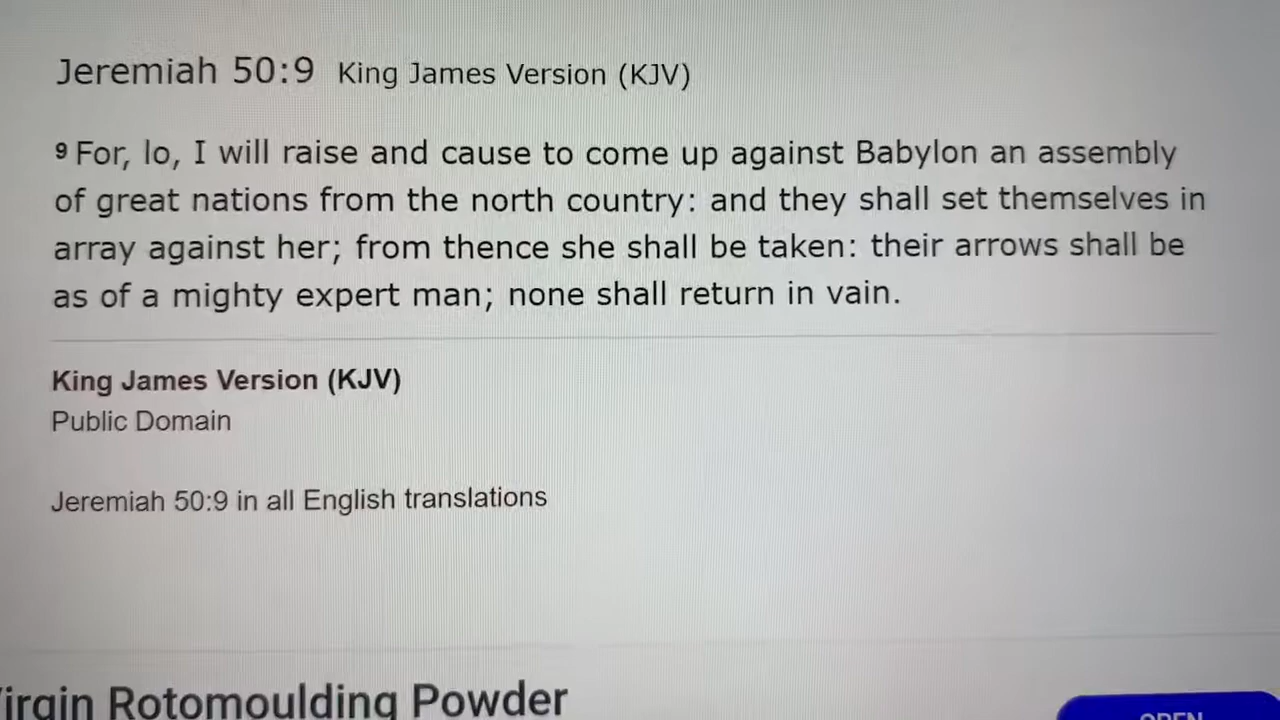 Jeremiah 50:9 King James Version (KJV)
9 For, lo, I will raise and cause to come up against Babylon an assembly
of great nations from the north country: and they shall set themselves in
array against her; from thence she shall be taken: their arrows shall be
as of a mighty expert man; none shall return in vain.
King James Version (KJV)
Public Domain
Jeremiah 50:9 in all English translations
Virgin Rotomoulding Powder
OPEN